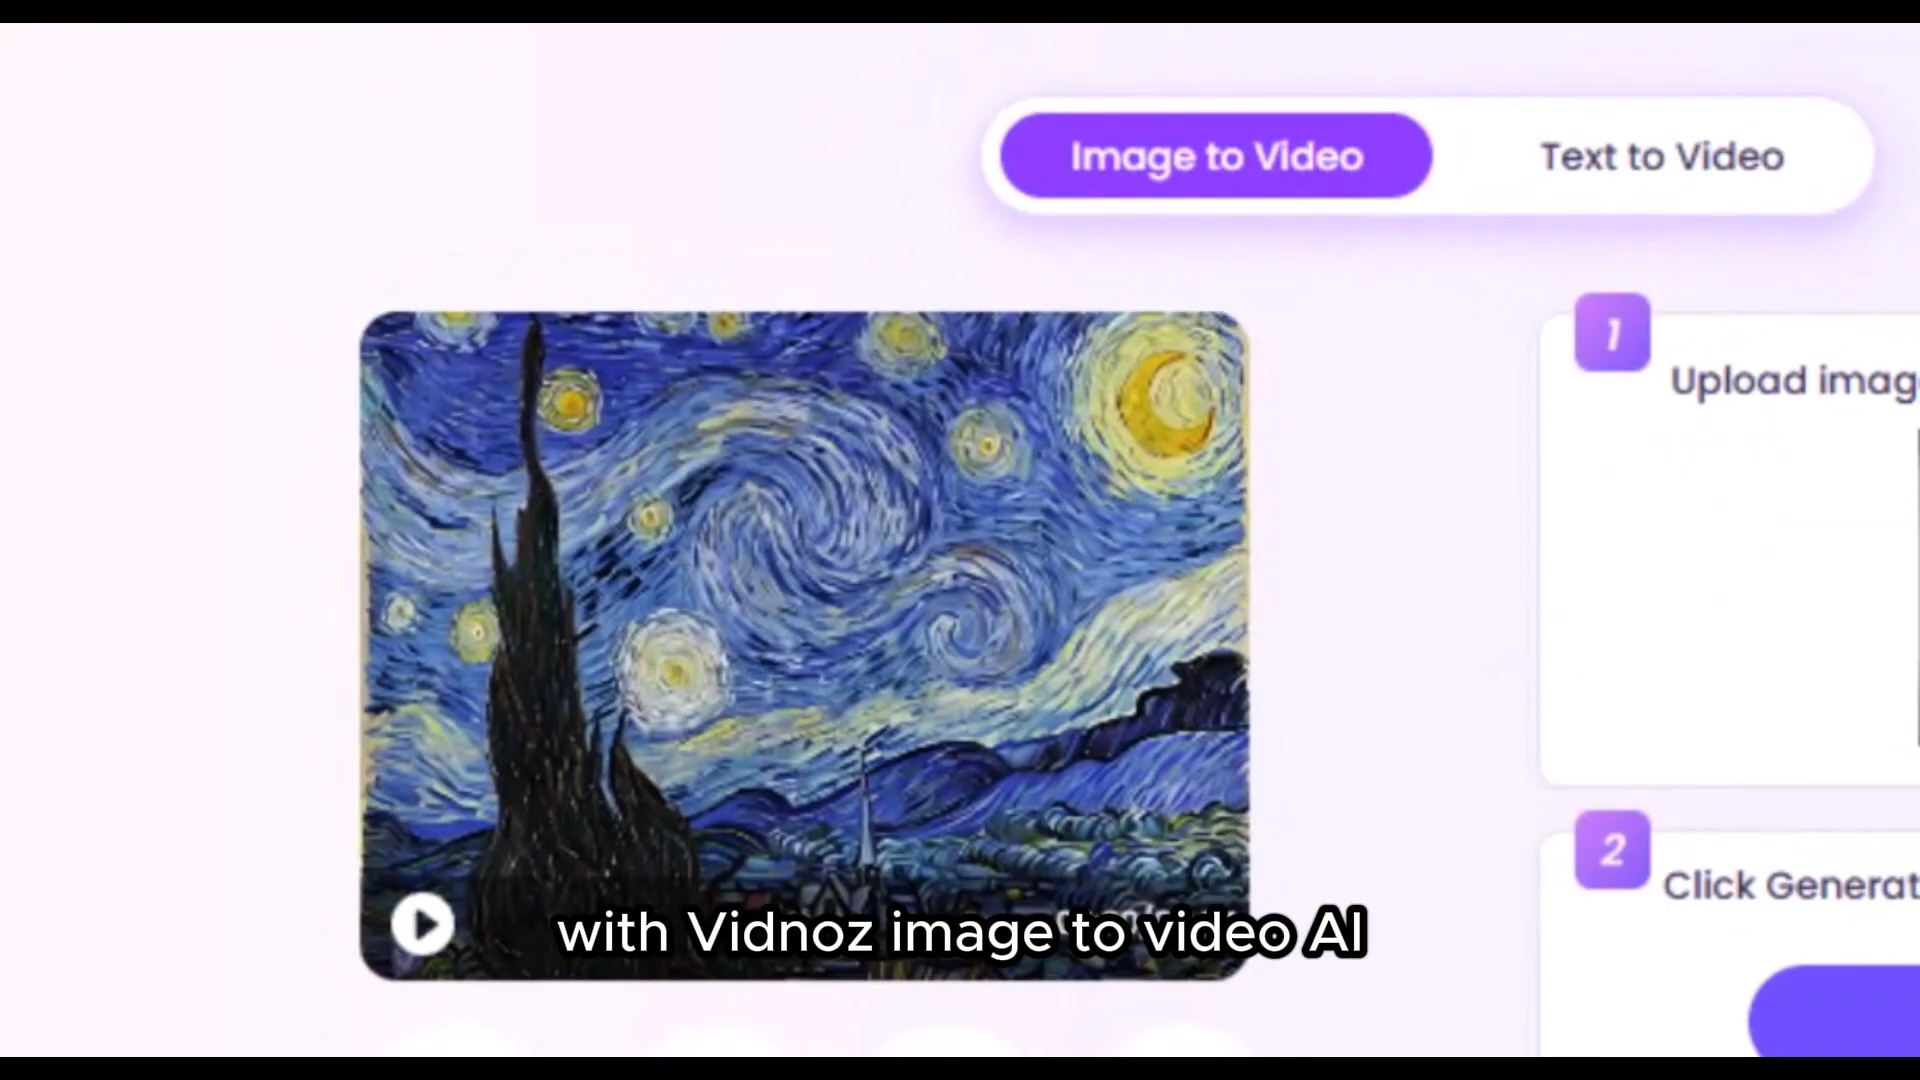 Image to Video
Text to Video
1
Upload imag
2
Click Generat
with Vidnoz image to video AI